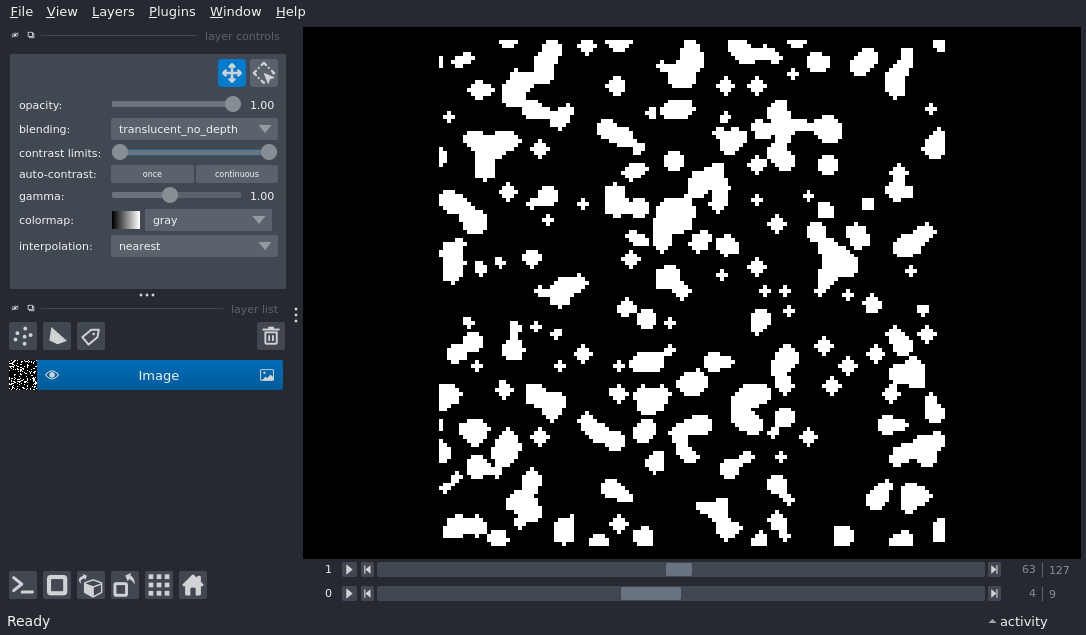 File View Layers Plugins Window Help
layer controls
opacity: 1.00
blending: translucent_no_depth
contrast limits:
auto-contrast: once continuous
gamma: 1.00
colormap: gray
interpolation: nearest
layer list
Image
1 63 127
0 4 9
Ready activity